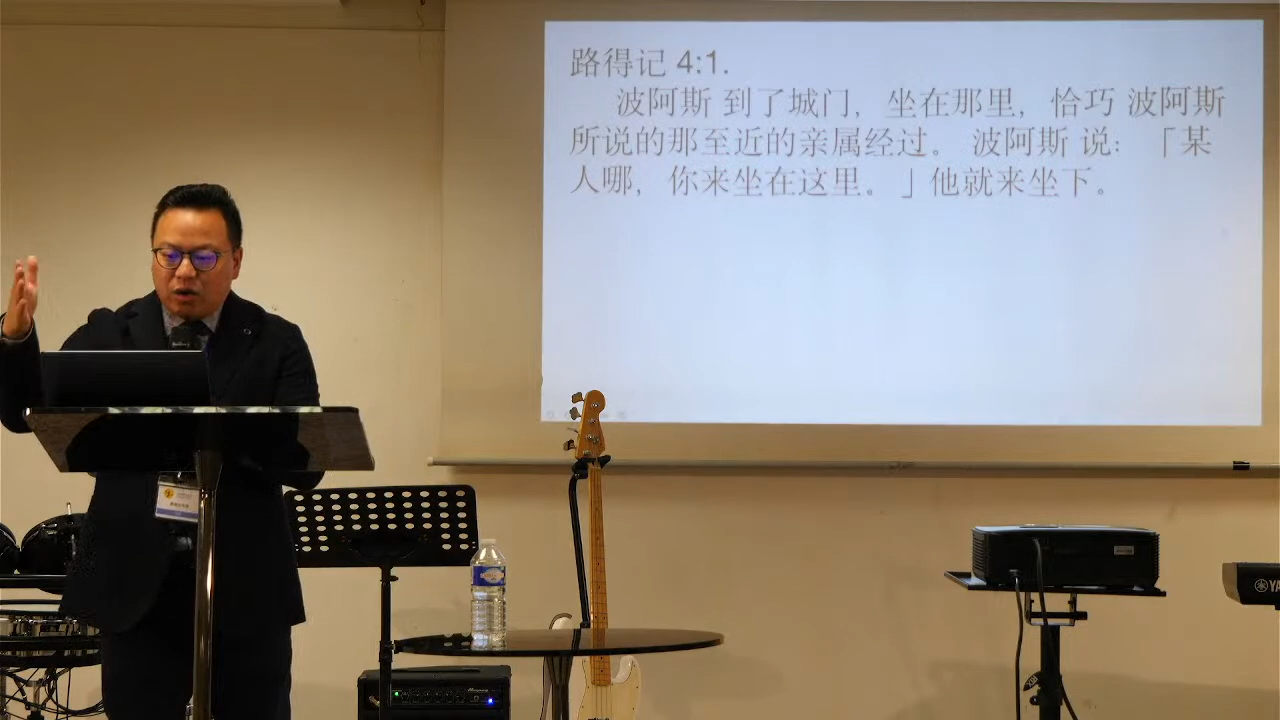 路得记 4:1.
波阿斯 到了城门，坐在那里，恰巧 波阿斯
所说的那至近的亲属经过。 波阿斯 说：「某
人哪，你来坐在这里。」他就来坐下。
YA